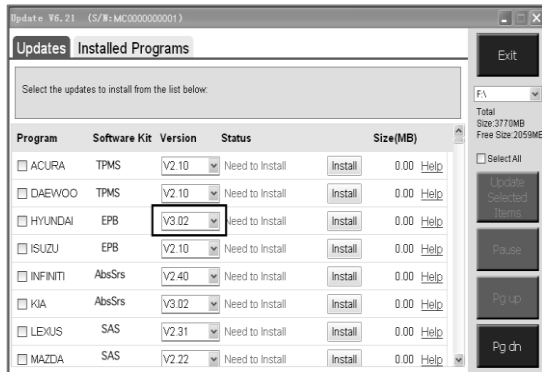 Update V6.21 (S/N:MC0000000001)
Updates Installed Programs
Select the updates to install from the list below:
Program Software Kit Version Status Size(MB)
ACURA TPMS V2.10 Need to Install Install 0.00 Help
DAEWOO TPMS V2.10 Need to Install Install 0.00 Help
HYUNDAI EPB V3.02 Need to Install Install 0.00 Help
ISUZU EPB V2.10 Need to Install Install 0.00 Help
INFINITI AbsSrs V2.40 Need to Install Install 0.00 Help
KIA AbsSrs V3.02 Need to Install Install 0.00 Help
LEXUS SAS V2.31 Need to Install Install 0.00 Help
MAZDA SAS V2.22 Need to Install Install 0.00 Help
Exit
F:\
Total
Size:3770MB
Free Size:2059ME
Select All
Update
Selected
Items
Pause
Pg up
Pg dn